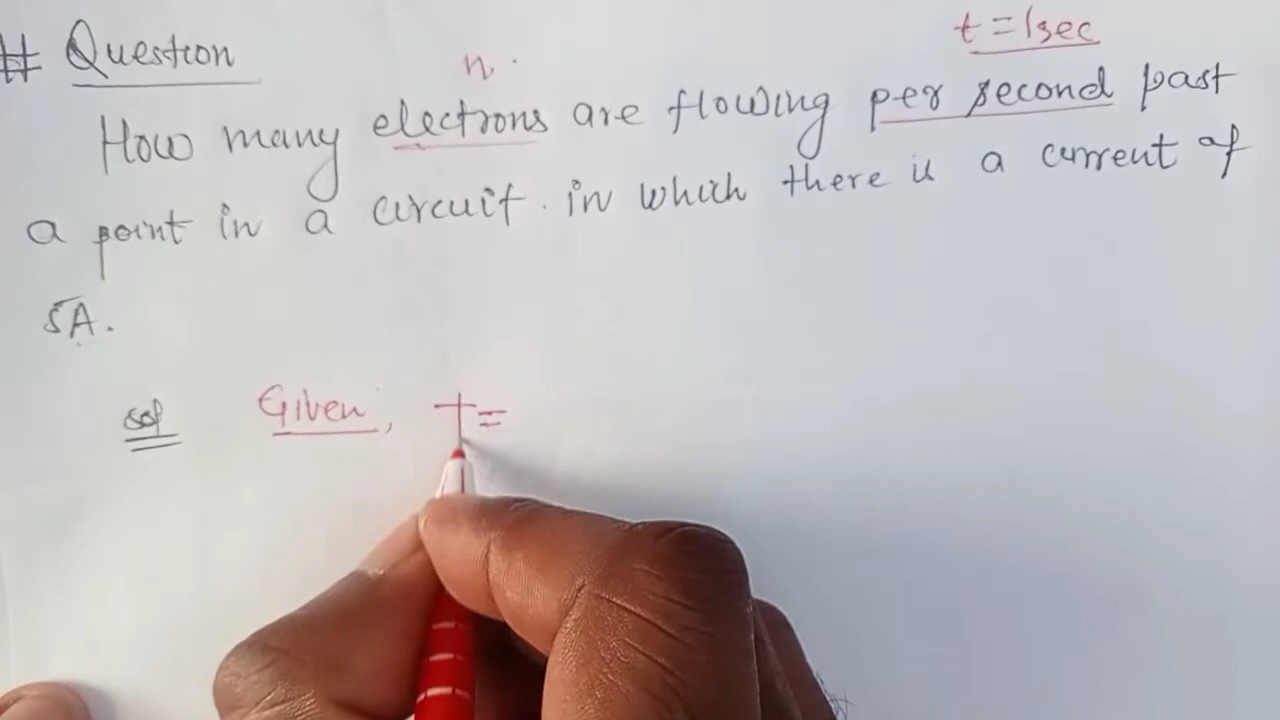 # Question
n.
t = 1sec
How many electrons are flowing per second past
a point in a circuit. in which there is a current of
5A.
sol Given, t =